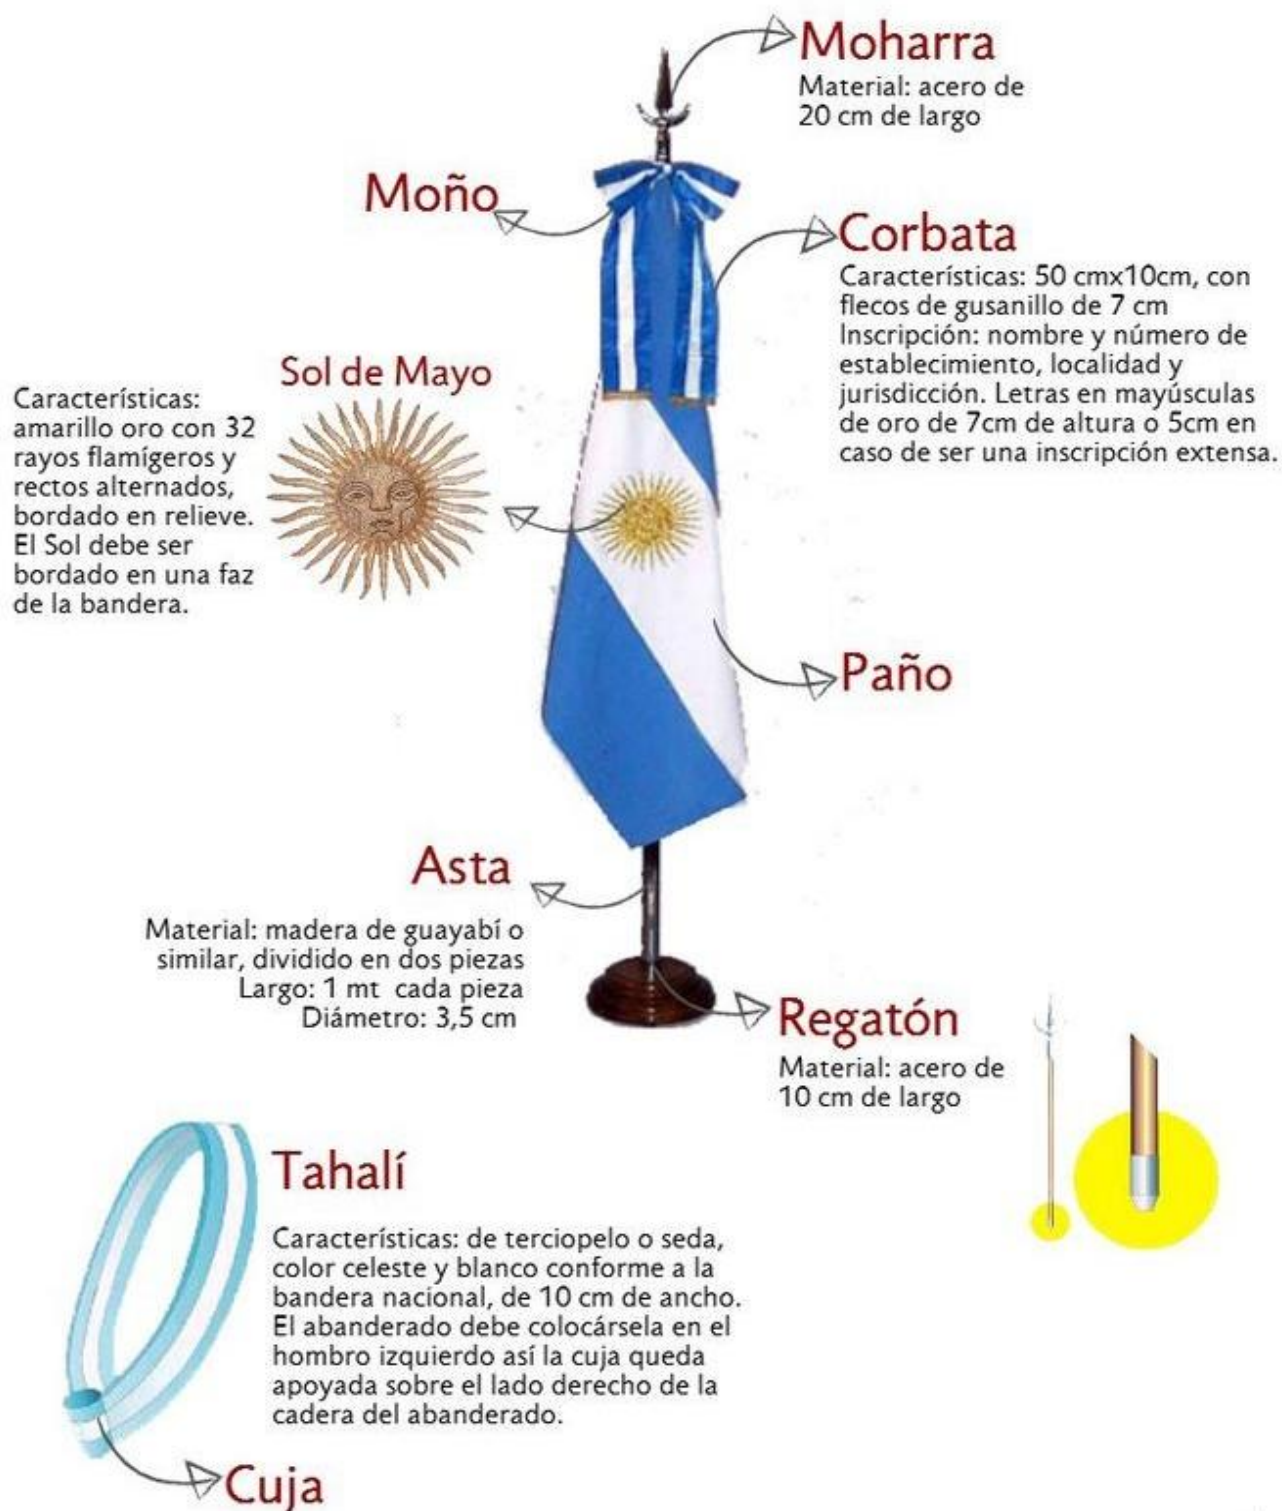 Moharra
Material: acero de
20 cm de largo
Moño
Corbata
Características: 50 cmx10cm, con
flecos de gusanillo de 7 cm
Inscripción: nombre y número de
establecimiento, localidad y
jurisdicción. Letras en mayúsculas
de oro de 7cm de altura o 5cm en
caso de ser una inscripción extensa.
Sol de Mayo
Características:
amarillo oro con 32
rayos flamígeros y
rectos alternados,
bordado en relieve.
El Sol debe ser
bordado en una faz
de la bandera.
Paño
Asta
Material: madera de guayabí o
similar, dividido en dos piezas
Largo: 1 mt cada pieza
Diámetro: 3,5 cm
Regatón
Material: acero de
10 cm de largo
Tahalí
Características: de terciopelo o seda,
color celeste y blanco conforme a la
bandera nacional, de 10 cm de ancho.
El abanderado debe colocársela en el
hombro izquierdo así la cuja queda
apoyada sobre el lado derecho de la
cadera del abanderado.
Cuja